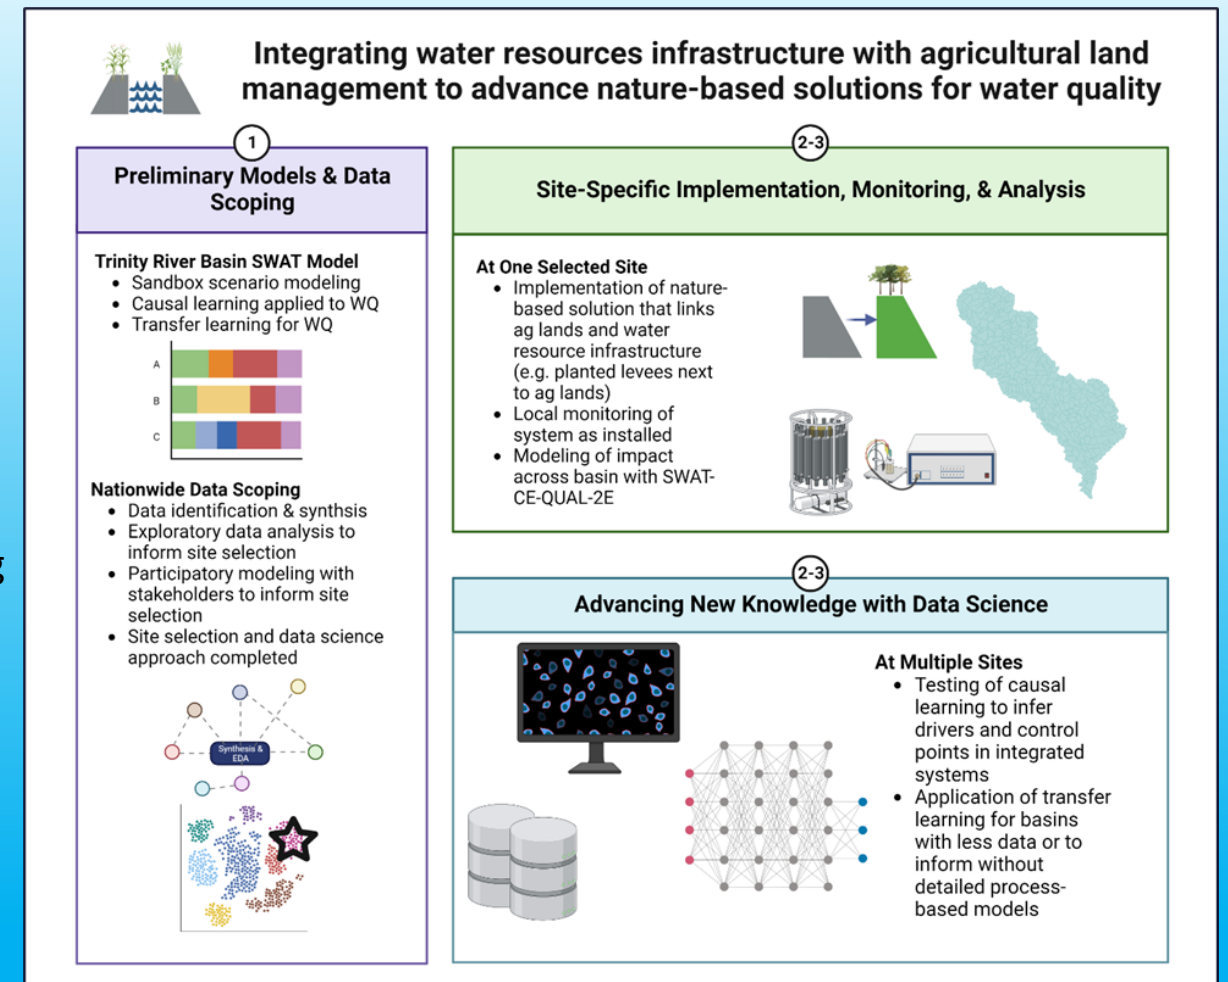 Integrating water resources infrastructure with agricultural land
management to advance nature-based solutions for water quality
1
Preliminary Models & Data
Scoping
Trinity River Basin SWAT Model
• Sandbox scenario modeling
• Causal learning applied to WQ
• Transfer learning for WQ
A
B
C
Nationwide Data Scoping
• Data identification & synthsis
• Exploratory data analysis to
inform site selection
• Participatory modeling with
stakeholders to inform site
selection
• Site selection and data science
approach completed
Synthesis &
EDA
2-3
Site-Specific Implementation, Monitoring, & Analysis
At One Selected Site
• Implementation of nature-
based solution that links
ag lands and water
resource infrastructure
(e.g. planted levees next
to ag lands)
• Local monitoring of
system as installed
• Modeling of impact
across basin with SWAT-
CE-QUAL-2E
2-3
Advancing New Knowledge with Data Science
At Multiple Sites
• Testing of causal
learning to infer
drivers and control
points in integrated
systems
• Application of transfer
learning for basins
with less data or to
inform without
detailed process-
based models
g